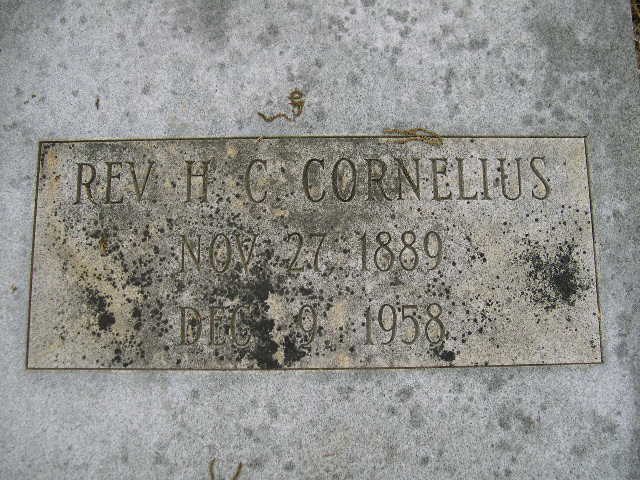 REV. H. C. CORNELIUS
NOV. 27, 1889
DEC. 9, 1958